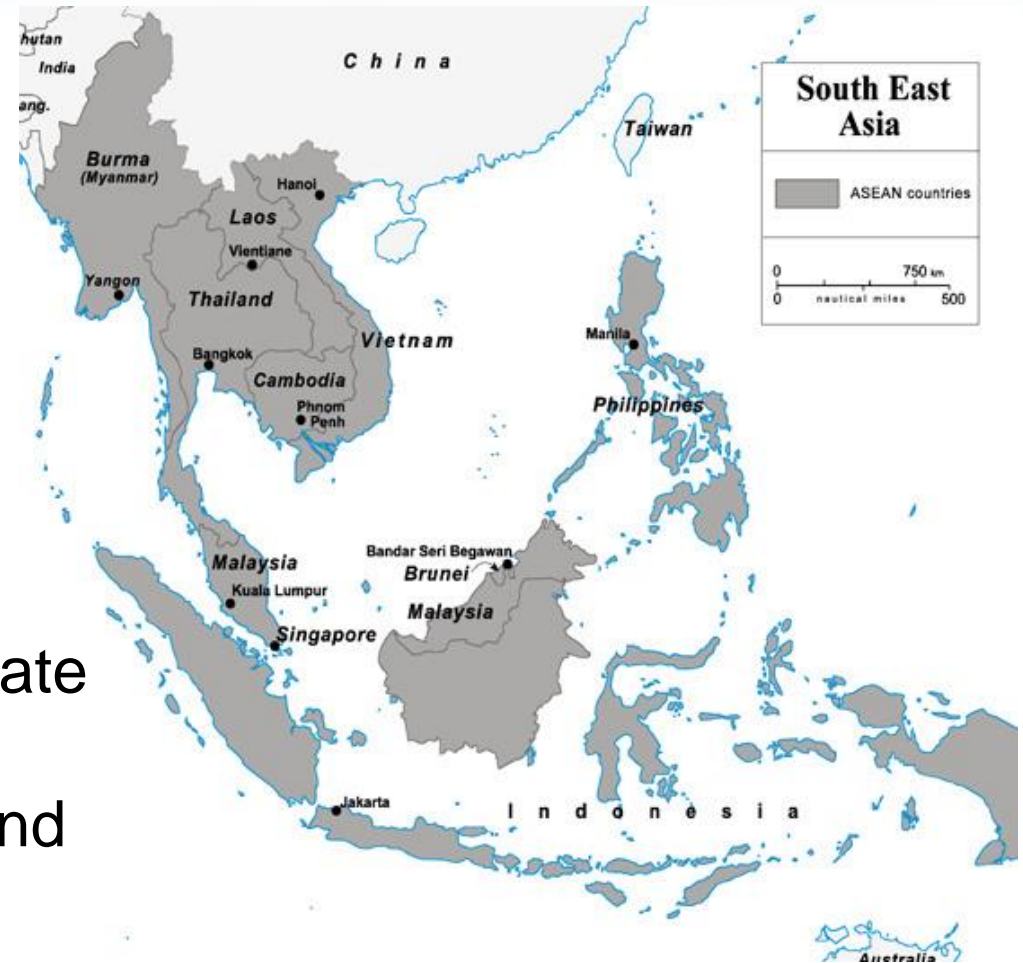 hutan
India
ang.
China
Taiwan
South East
Asia
ASEAN countries
0 750 km
nautical miles
0 500
Burma
(Myanmar)
Hanoi
Laos
Vientiane
Yangon
Thailand
Vietnam
Bangkok
Cambodia
Phnom
Penh
Manila
Philippines
Bandar Seri Begawan
Brunei
Malaysia
Malaysia
Kuala Lumpur
Singapore
ate
nd
Jakarta
Indonesia
Australia